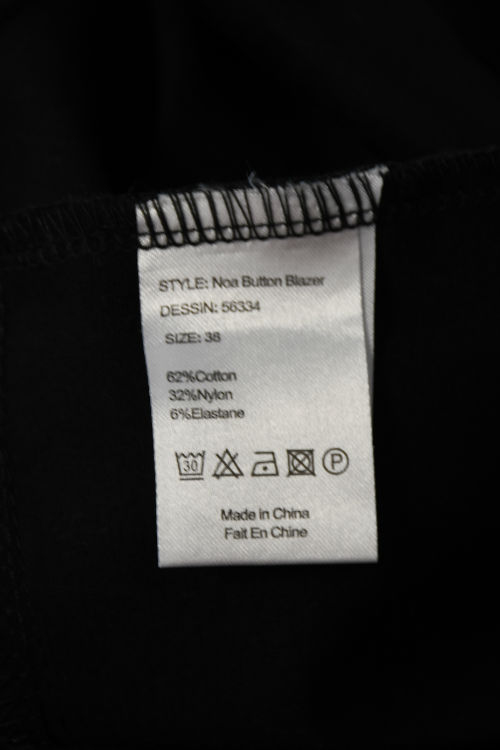 STYLE: Noa Button Blazer
DESSIN: 56334
SIZE: 38
62%Cotton
32%Nylon
6%Elastane
30 P
Made in China
Fait En Chine